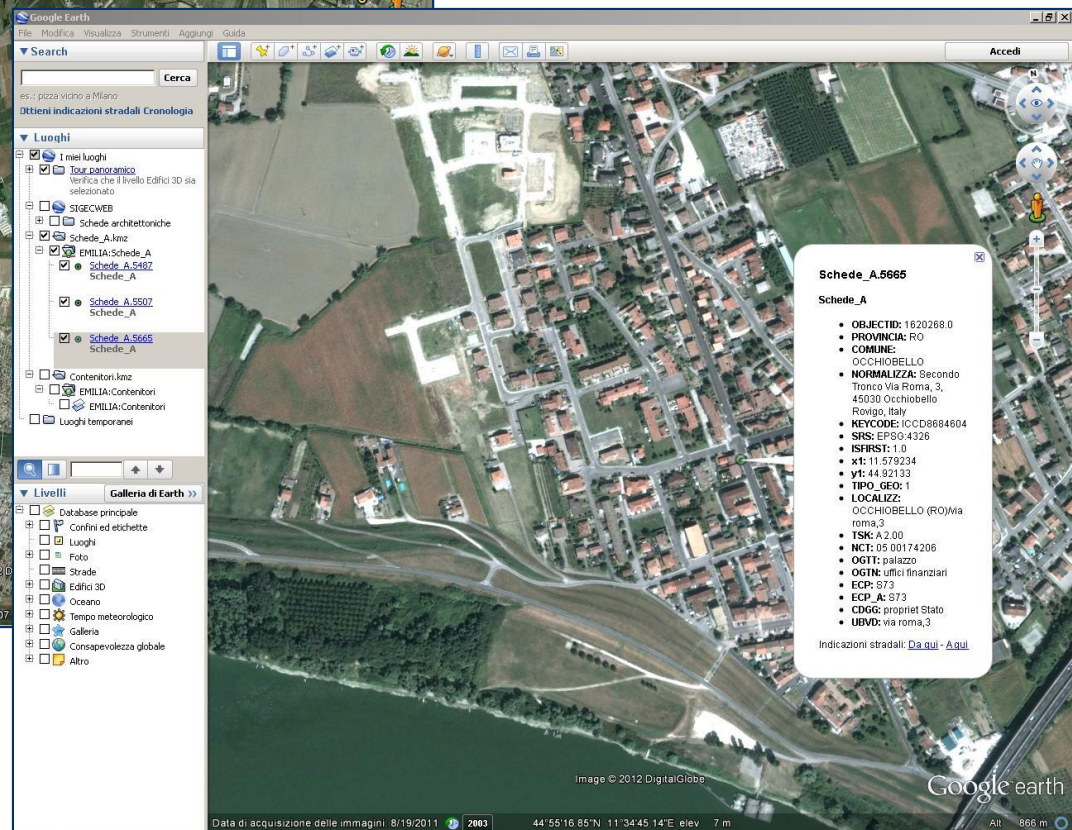 Google Earth
File Modifica Visualizza Strumenti Aggiungi Guida
Search
Accedi
Cerca
es.: pizza vicino a Milano
Ottieni indicazioni stradali Cronologia
Luoghi
I miei luoghi
Tour panoramico
Verifica che il livello Edifici 3D sia
selezionato
SIGECWEB
Schede architettoniche
Schede_A.kmz
EMILIA:Schede_A
Schede_A.5487
Schede_A
Schede_A.5507
Schede_A
Schede_A.5665
Schede_A
Contenitori.kmz
EMILIA:Contenitori
EMILIA:Contenitori
Luoghi temporanei
Livelli
Galleria di Earth >>
Database principale
Confini ed etichette
Luoghi
Foto
Strade
Edifici 3D
Oceano
Tempo meteorologico
Galleria
Consapevolezza globale
Altro
N
Schede_A.5665
Schede_A
• OBJECTID: 1620268.0
• PROVINCIA: RO
• COMUNE:
OCCHIOBELLO
• NORMALIZZA: Secondo
Tronco Via Roma, 3,
45030 Occhiobello
Rovigo, Italy
• KEYCODE: ICCD8684604
• SRS: EPSG:4326
• ISFIRST: 1.0
• x1: 11.579234
• y1: 44.92133
• TIPO_GEO: 1
• LOCALIZZ:
OCCHIOBELLO (RO)/via
roma,3
• TSK: A 2.00
• NCT: 05 00174206
• OGTT: palazzo
• OGTN: uffici finanziari
• ECP: S73
• ECP_A: S73
• CDGG: propriet Stato
• UBVD: via roma,3
Indicazioni stradali: Da qui - A qui
Image © 2012 DigitalGlobe
Google earth
Data di acquisizione delle immagini: 8/19/2011 2003 44°55'16.85"N 11°34'45.14"E elev 7 m Alt 866 m